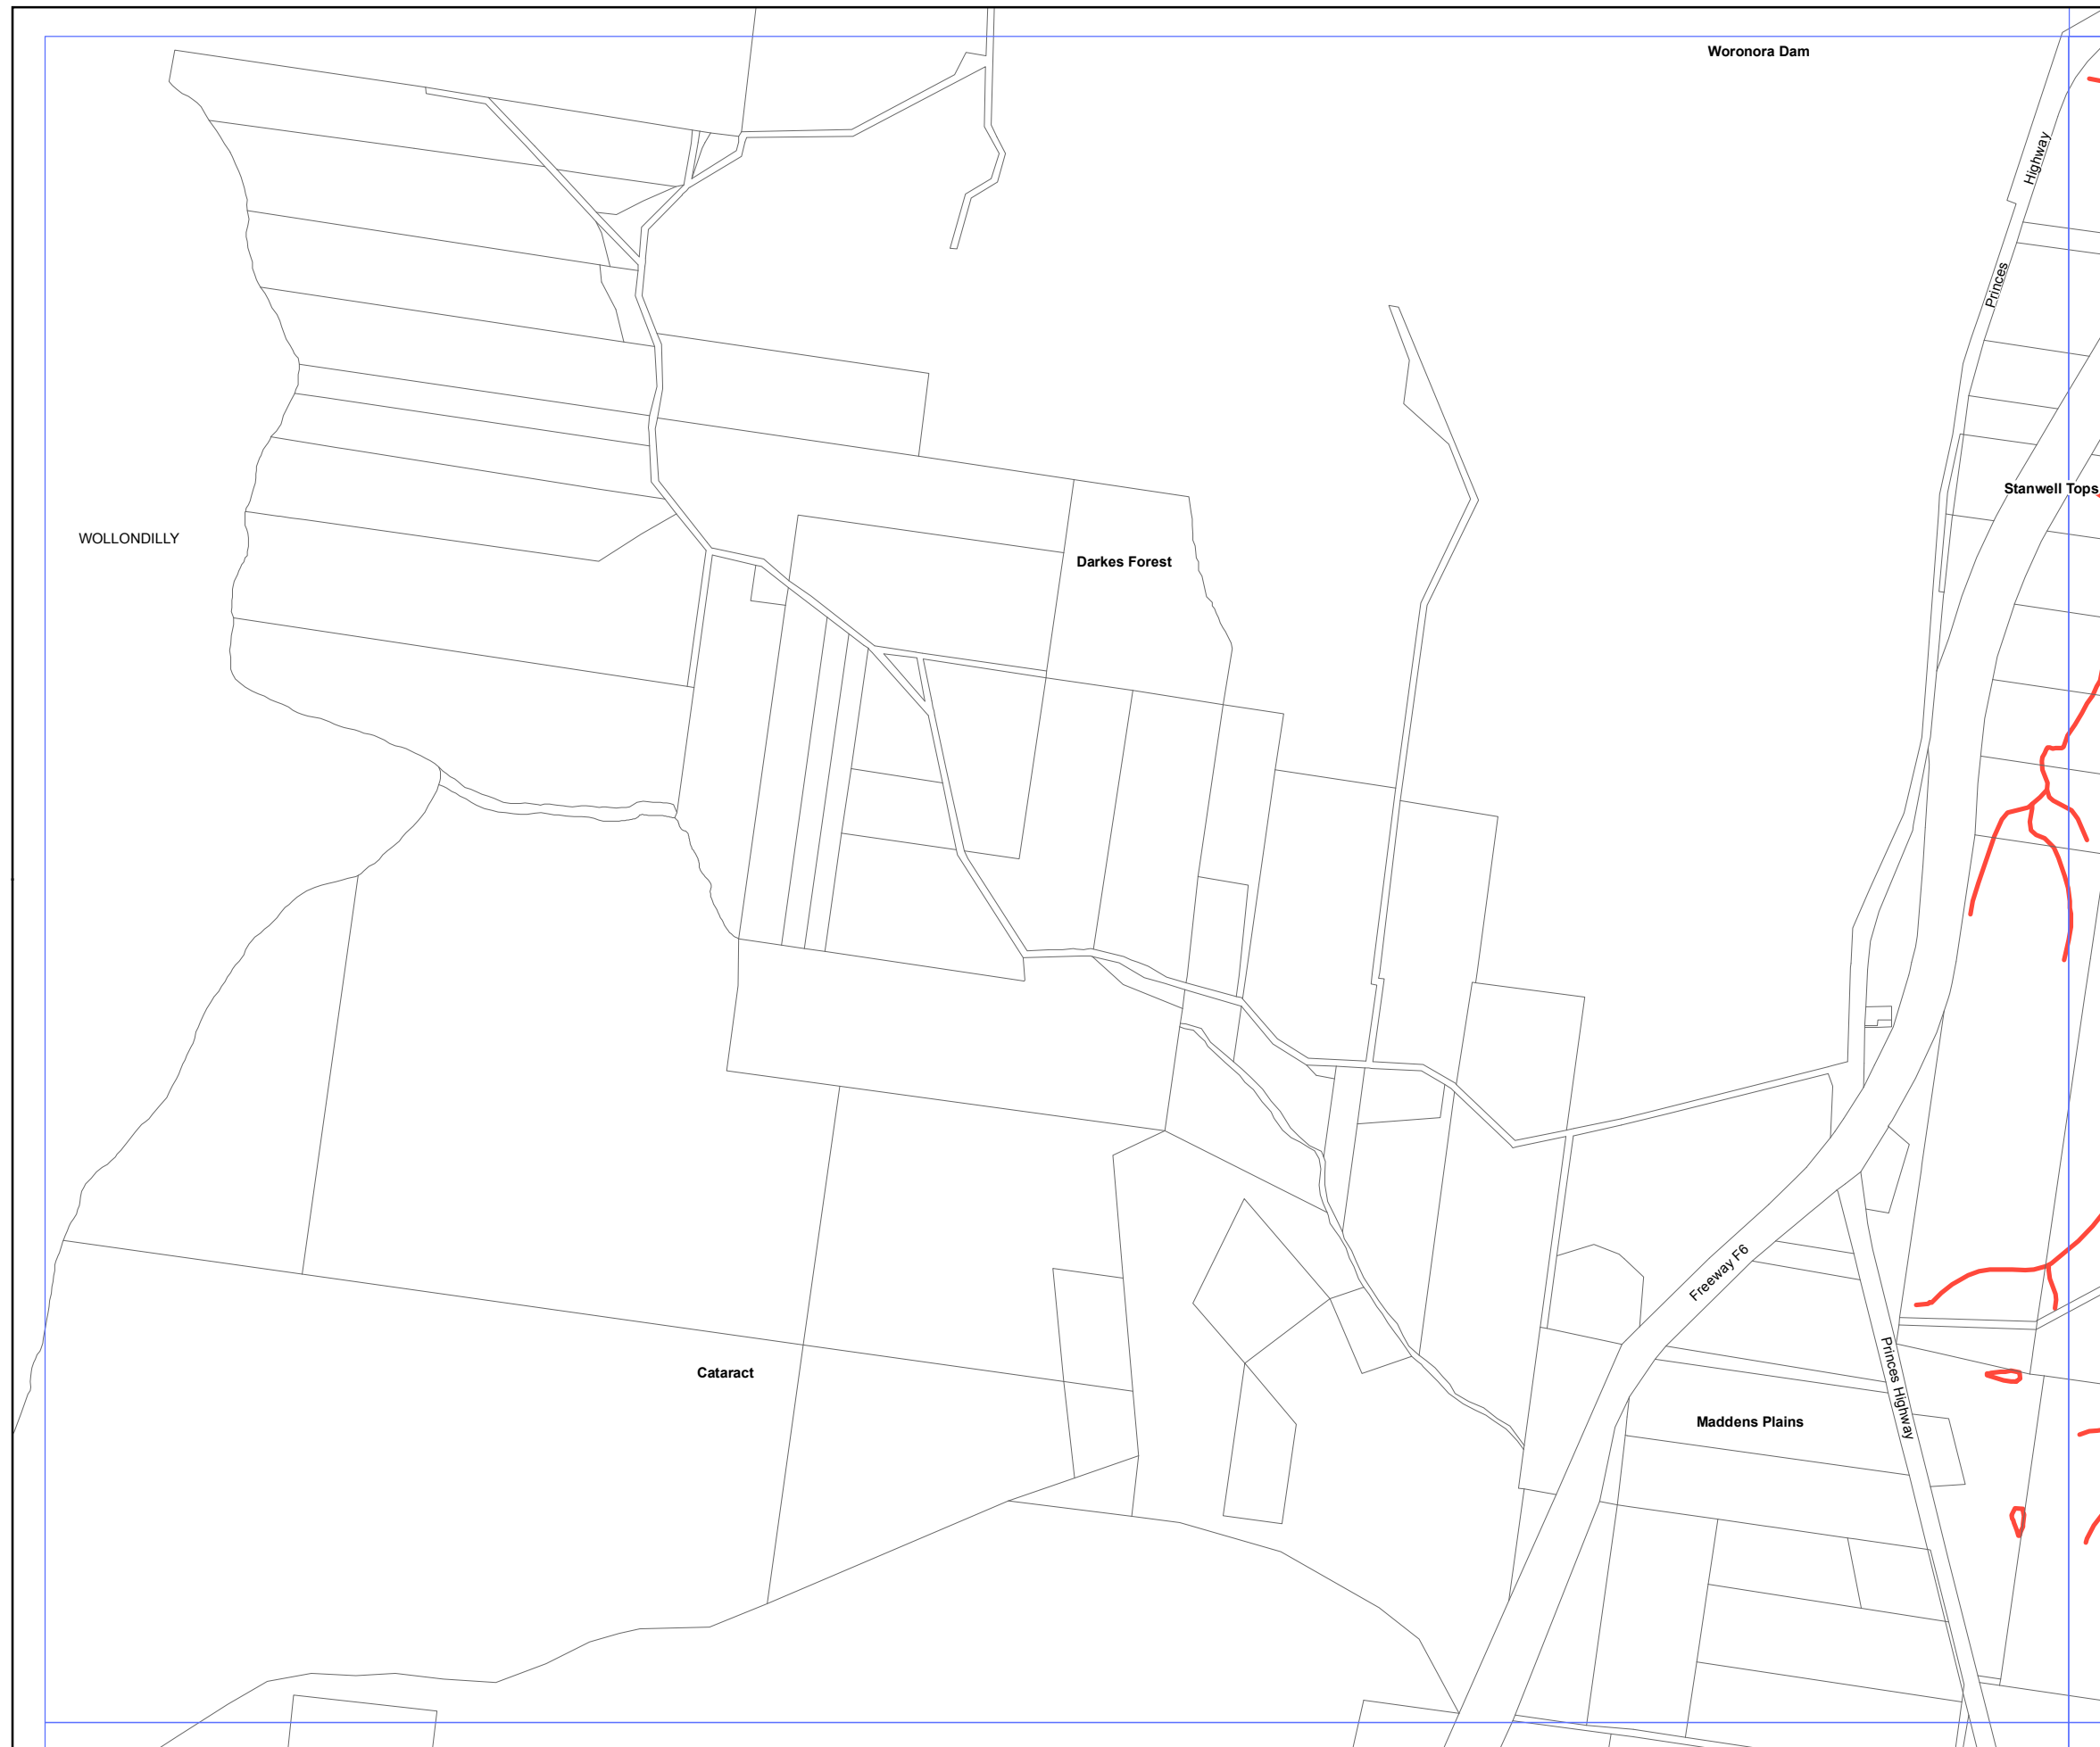 Woronora Dam
Highway
Princes
Stanwell Tops
WOLLONDILLY
Darkes Forest
Freeway F6
Princes Highway
Cataract
Maddens Plains